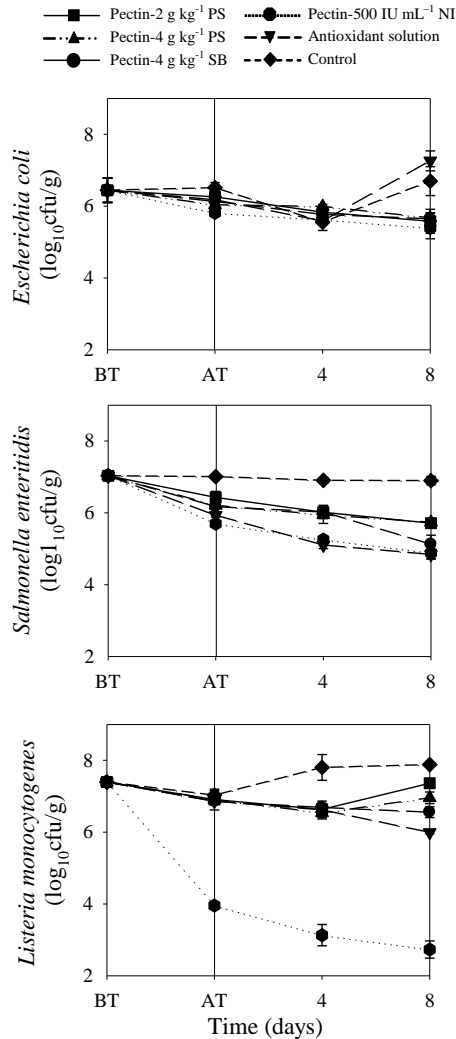 Pectin-2 g kg⁻¹ PS
Pectin-4 g kg⁻¹ PS
Pectin-4 g kg⁻¹ SB
Pectin-500 IU mL⁻¹ NI
Antioxidant solution
Control
Escherichia coli
(log₁₀cfu/g)
8
6
4
2
BT AT 4 8
Salmonella enteritidis
(log1₁₀cfu/g)
8
6
4
2
BT AT 4 8
Listeria monocytogenes
(log₁₀cfu/g)
8
6
4
2
BT AT 4 8
Time (days)